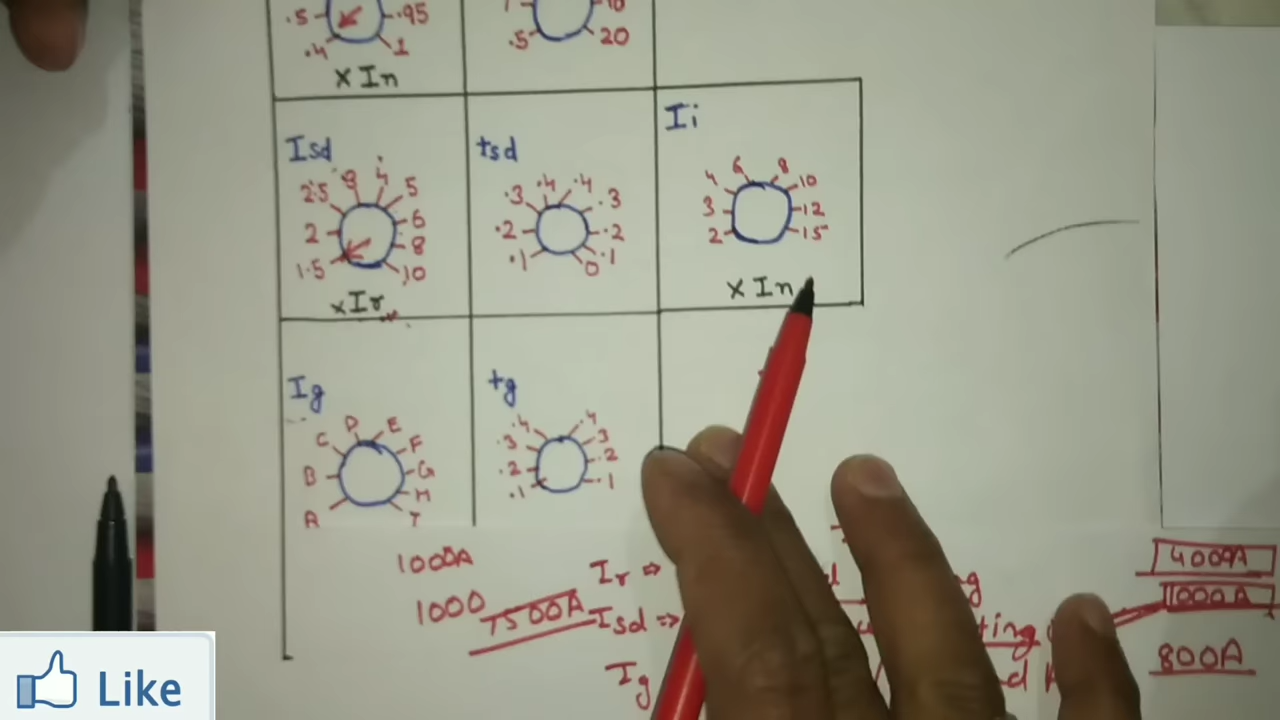 .5 .95
.4 1
x In
10
.5 20
Isd
1.5 2 2.5 3 4 5 6 8 10
x Ir
tsd
.1 .2 .3 .4 .4 .3 .2 .1 0
Ii
2 3 4 6 8 10 12 15
x In
Ig
A B C D E F G H
tg
.1 .2 .3 .4 .4 .3 .2 .1
1000A
1000
Ir ⇒
Isd ⇒
Ig
4000A
1000A
800A
Like